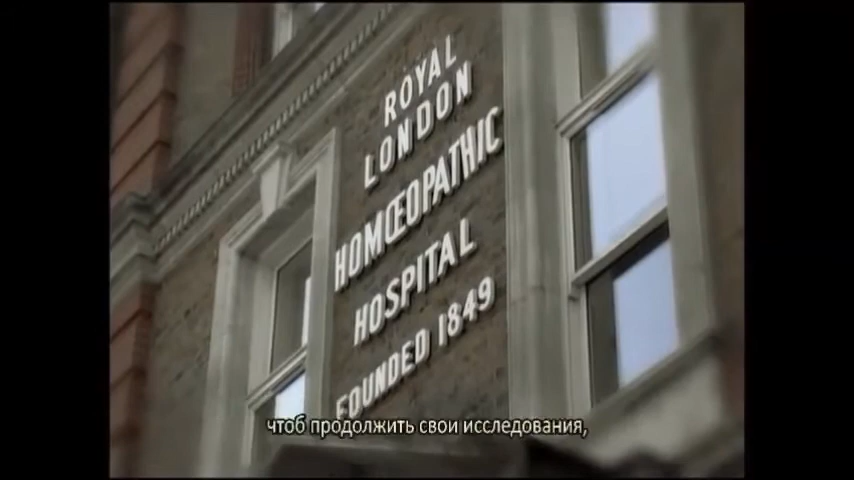 ROYAL
LONDON
HOMŒOPATHIC
HOSPITAL
FOUNDED 1849
чтоб продолжить свои исследования,